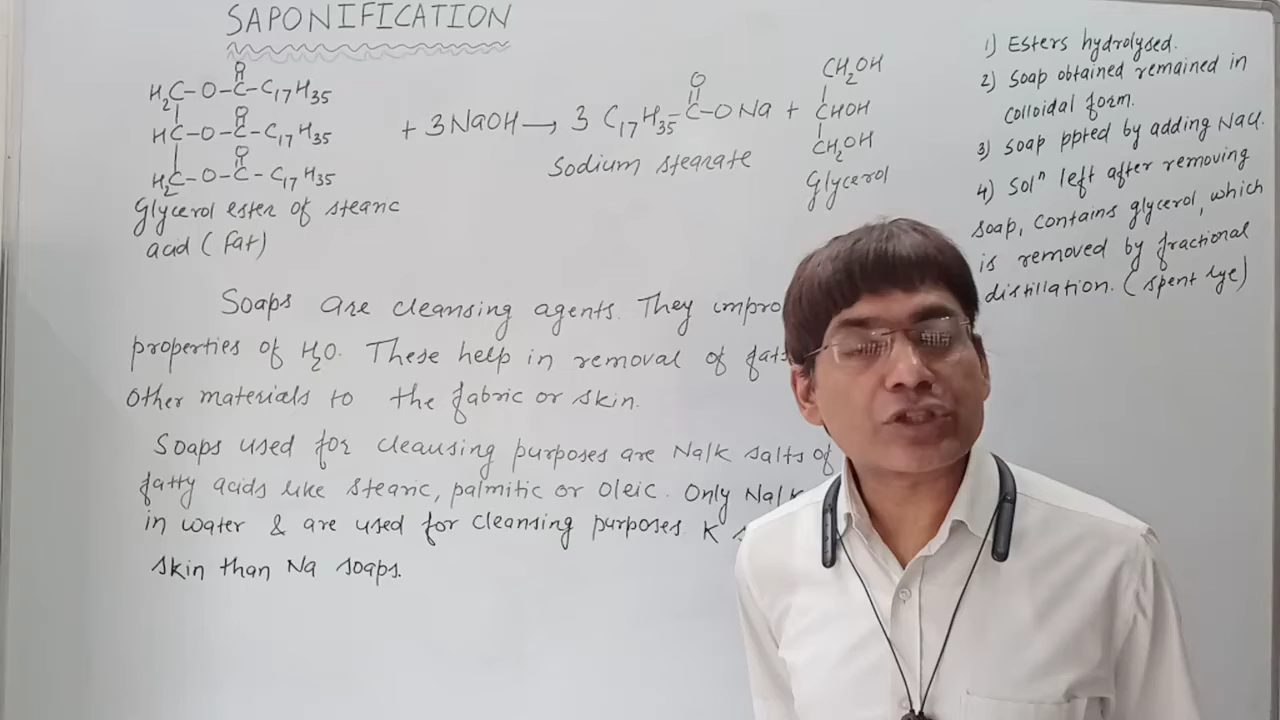 SAPONIFICATION
H2C-O-C-C17H35
O
HC-O-C-C17H35
O
H2C-O-C-C17H35
O
+ 3NaOH → 3 C17H35-C-ONa +
O
CH2OH
CHOH
CH2OH
Sodium stearate
Glycerol
Glycerol ester of stearic
acid (Fat)
1) Esters hydrolysed.
2) Soap obtained remained in
colloidal form.
3) Soap ppted by adding NaCl.
4) Solⁿ left after removing
soap, contains glycerol, which
is removed by fractional
distillation. (spent lye)
Soaps are cleansing agents. They
properties of H2O. These help in removal of fats
other materials to the fabric or skin.
Soaps used for cleansing purposes are Na/K salts of
fatty acids like stearic, palmitic or oleic. Only Na/K
in water & are used for cleansing purposes. K
skin than Na soaps.